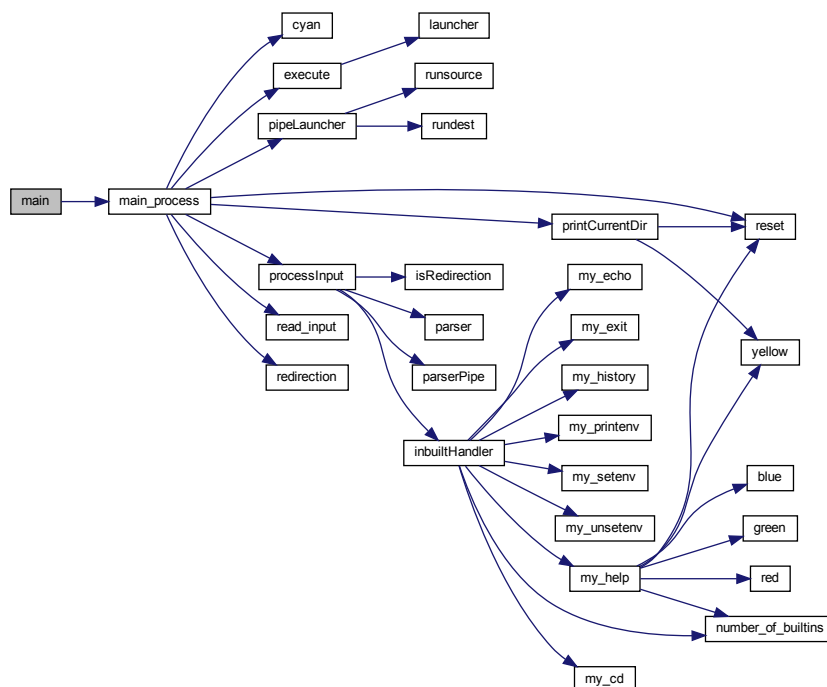 main
main_process
cyan
execute
launcher
pipeLauncher
runsource
rundest
printCurrentDir
reset
processInput
isRedirection
parser
parserPipe
read_input
redirection
inbuiltHandler
my_echo
my_exit
my_history
my_printenv
my_setenv
my_unsetenv
my_help
my_cd
yellow
blue
green
red
number_of_builtins